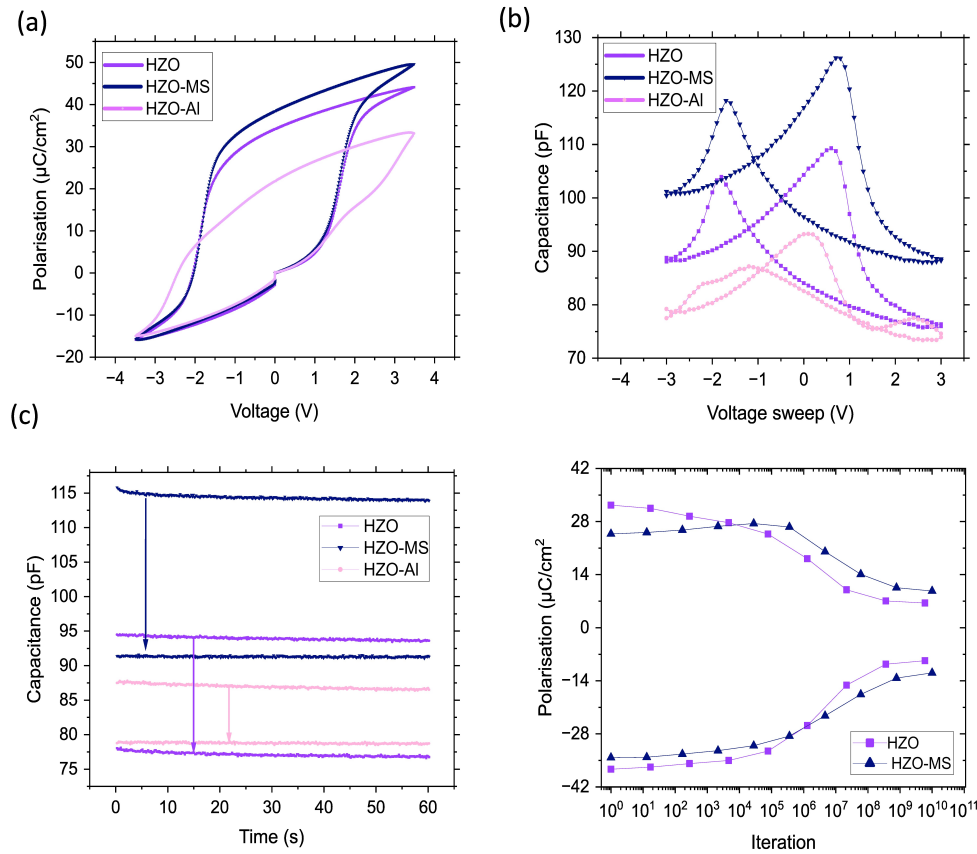 (a)
50
40
30
20
10
0
−10
−20
Polarisation (μC/cm²)
HZO
HZO-MS
HZO-Al
−4 −3 −2 −1 0 1 2 3 4
Voltage (V)
(b)
130
120
110
100
90
80
70
Capacitance (pF)
HZO
HZO-MS
HZO-Al
−4 −3 −2 −1 0 1 2 3
Voltage sweep (V)
(c)
115
110
105
100
95
90
85
80
75
Capacitance (pF)
HZO
HZO-MS
HZO-Al
0 10 20 30 40 50 60
Time (s)
42
28
14
0
−14
−28
−42
Polarisation (μC/cm²
HZO
HZO-MS
10⁰ 10¹ 10² 10³ 10⁴ 10⁵ 10⁶ 10⁷ 10⁸ 10⁹ 10¹⁰ 10¹¹
Iteration